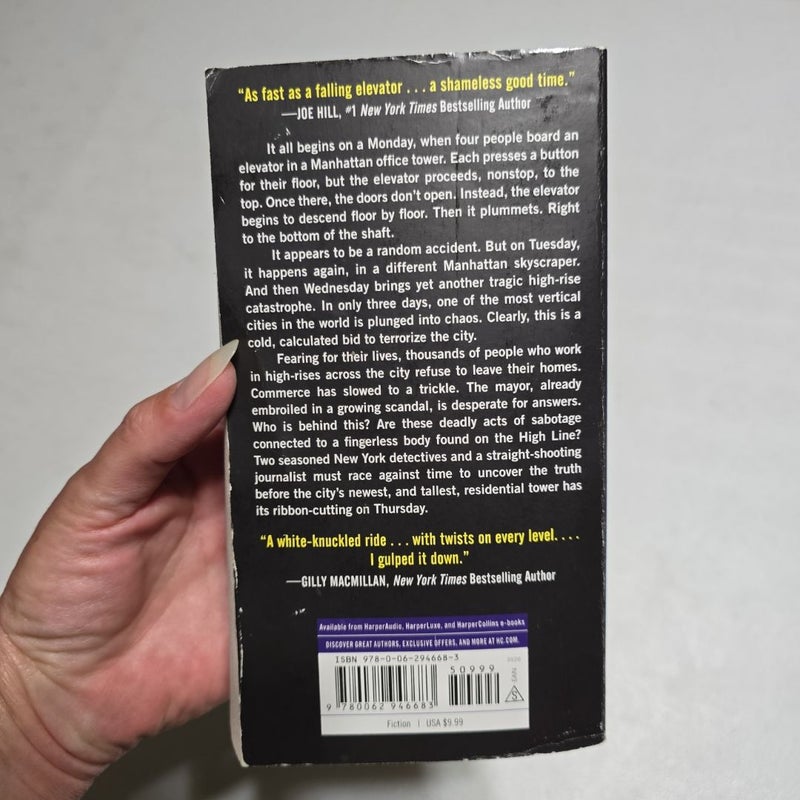 “As fast as a falling elevator . . . a shameless good time.”
—JOE HILL, #1 New York Times Bestselling Author
It all begins on a Monday, when four people board an
elevator in a Manhattan office tower. Each presses a button
for their floor, but the elevator proceeds, nonstop, to the
top. Once there, the doors don’t open. Instead, the elevator
begins to descend floor by floor. Then it plummets. Right
to the bottom of the shaft.
It appears to be a random accident. But on Tuesday,
it happens again, in a different Manhattan skyscraper.
And then Wednesday brings yet another tragic high-rise
catastrophe. In only three days, one of the most vertical
cities in the world is plunged into chaos. Clearly, this is a
cold, calculated bid to terrorize the city.
Fearing for their lives, thousands of people who work
in high-rises across the city refuse to leave their homes.
Commerce has slowed to a trickle. The mayor, already
embroiled in a growing scandal, is desperate for answers.
Who is behind this? Are these deadly acts of sabotage
connected to a fingerless body found on the High Line?
Two seasoned New York detectives and a straight-shooting
journalist must race against time to uncover the truth
before the city’s newest, and tallest, residential tower has
its ribbon-cutting on Thursday.
“A white-knuckled ride . . . with twists on every level. . . .
I gulped it down.”
—GILLY MACMILLAN, New York Times Bestselling Author
Available from HarperAudio, HarperLuxe, and HarperCollins e-books
DISCOVER GREAT AUTHORS, EXCLUSIVE OFFERS, AND MORE AT HC.COM.
ISBN 978-0-06-294668-3
50999
9 780062 946683
Fiction | USA $9.99